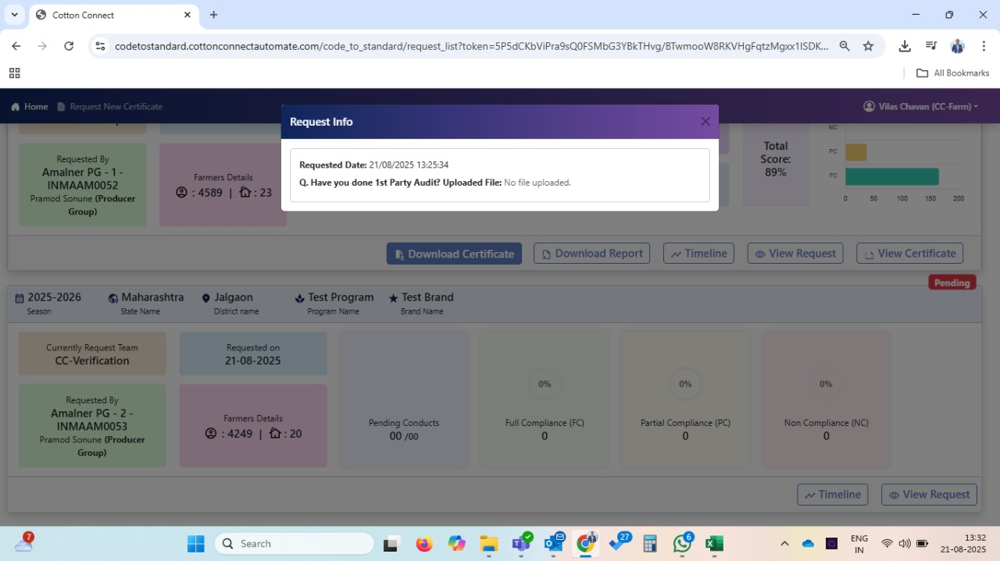 Cotton Connect
codetostandard.cottonconnectautomate.com/code_to_standard/request_list?token=5P5dCKbViPra9sQ0FSMbG3YBkTHvg/BTwmooW8RKVHgFqtzMgxx1ISDK...
All Bookmarks
Home Request New Certificate
Vilas Chavan (CC-Farm)
Request Info
Requested Date: 21/08/2025 13:25:34
Q. Have you done 1st Party Audit? Uploaded File: No file uploaded.
Requested By
Amalner PG - 1 -
INMAAM0052
Pramod Sonune (Producer
Group)
Farmers Details
: 4589 | : 23
Total
Score:
89%
NC
PC
FC
0 50 100 150 200
Download Certificate
Download Report
Timeline
View Request
View Certificate
Pending
2025-2026
Season
Maharashtra
State Name
Jalgaon
District name
Test Program
Program Name
Test Brand
Brand Name
Currently Request Team
CC-Verification
Requested on
21-08-2025
Requested By
Amalner PG - 2 -
INMAAM0053
Pramod Sonune (Producer
Group)
Farmers Details
: 4249 | : 20
Pending Conducts
00 /00
0%
Full Compliance (FC)
0
0%
Partial Compliance (PC)
0
0%
Non Compliance (NC)
0
Timeline
View Request
7
Search
27
6
ENG
IN
13:32
21-08-2025